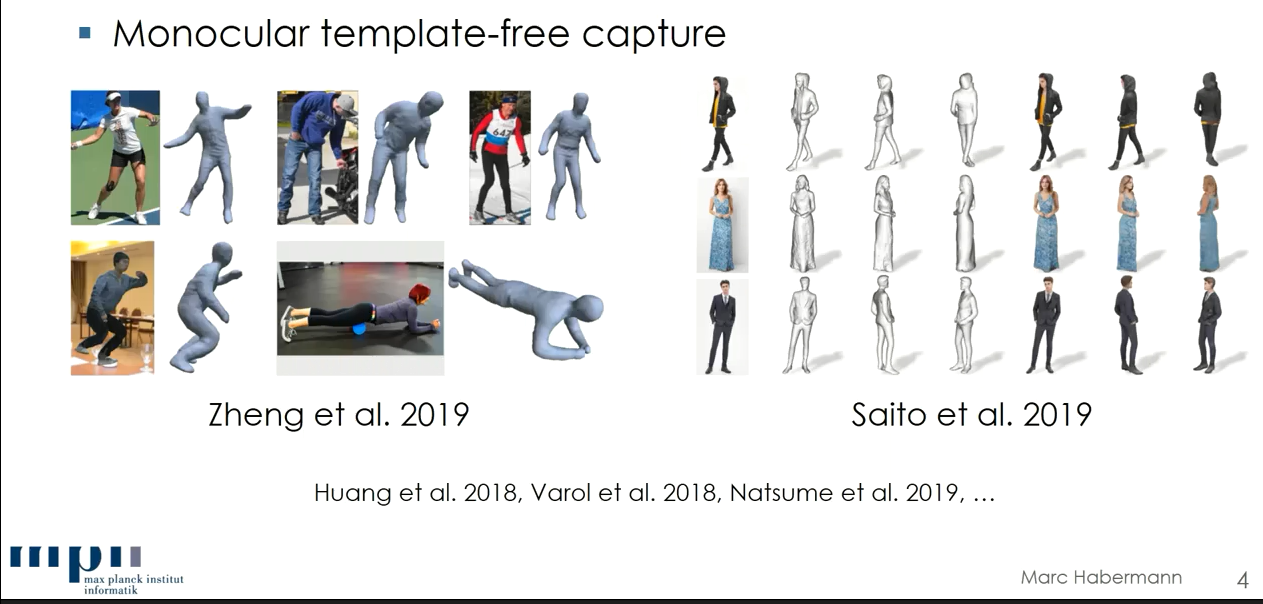 Monocular template-free capture
647
Zheng et al. 2019
Saito et al. 2019
Huang et al. 2018, Varol et al. 2018, Natsume et al. 2019, …
mpii
max planck institut
informatik
Marc Habermann
4